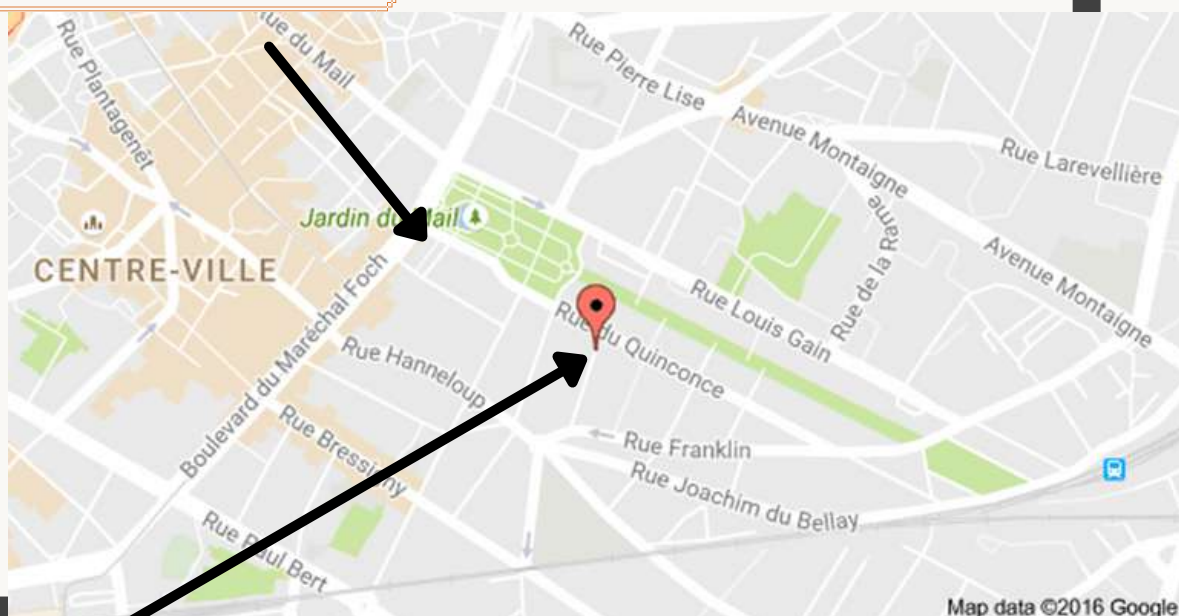 Rue Plantagenêt
Rue du Mail
Rue Pierre Lise
Avenue Montaigne
Rue Larevellière
Jardin du Mail
Rue de la Rame
CENTRE-VILLE
Avenue Montaigne
Boulevard du Maréchal Foch
Rue Louis Gain
Rue du Quinconce
Rue Hanneloup
Rue Bressigny
Rue Franklin
Rue Joachim du Bellay
Rue Paul Bert
Map data ©2016 Google